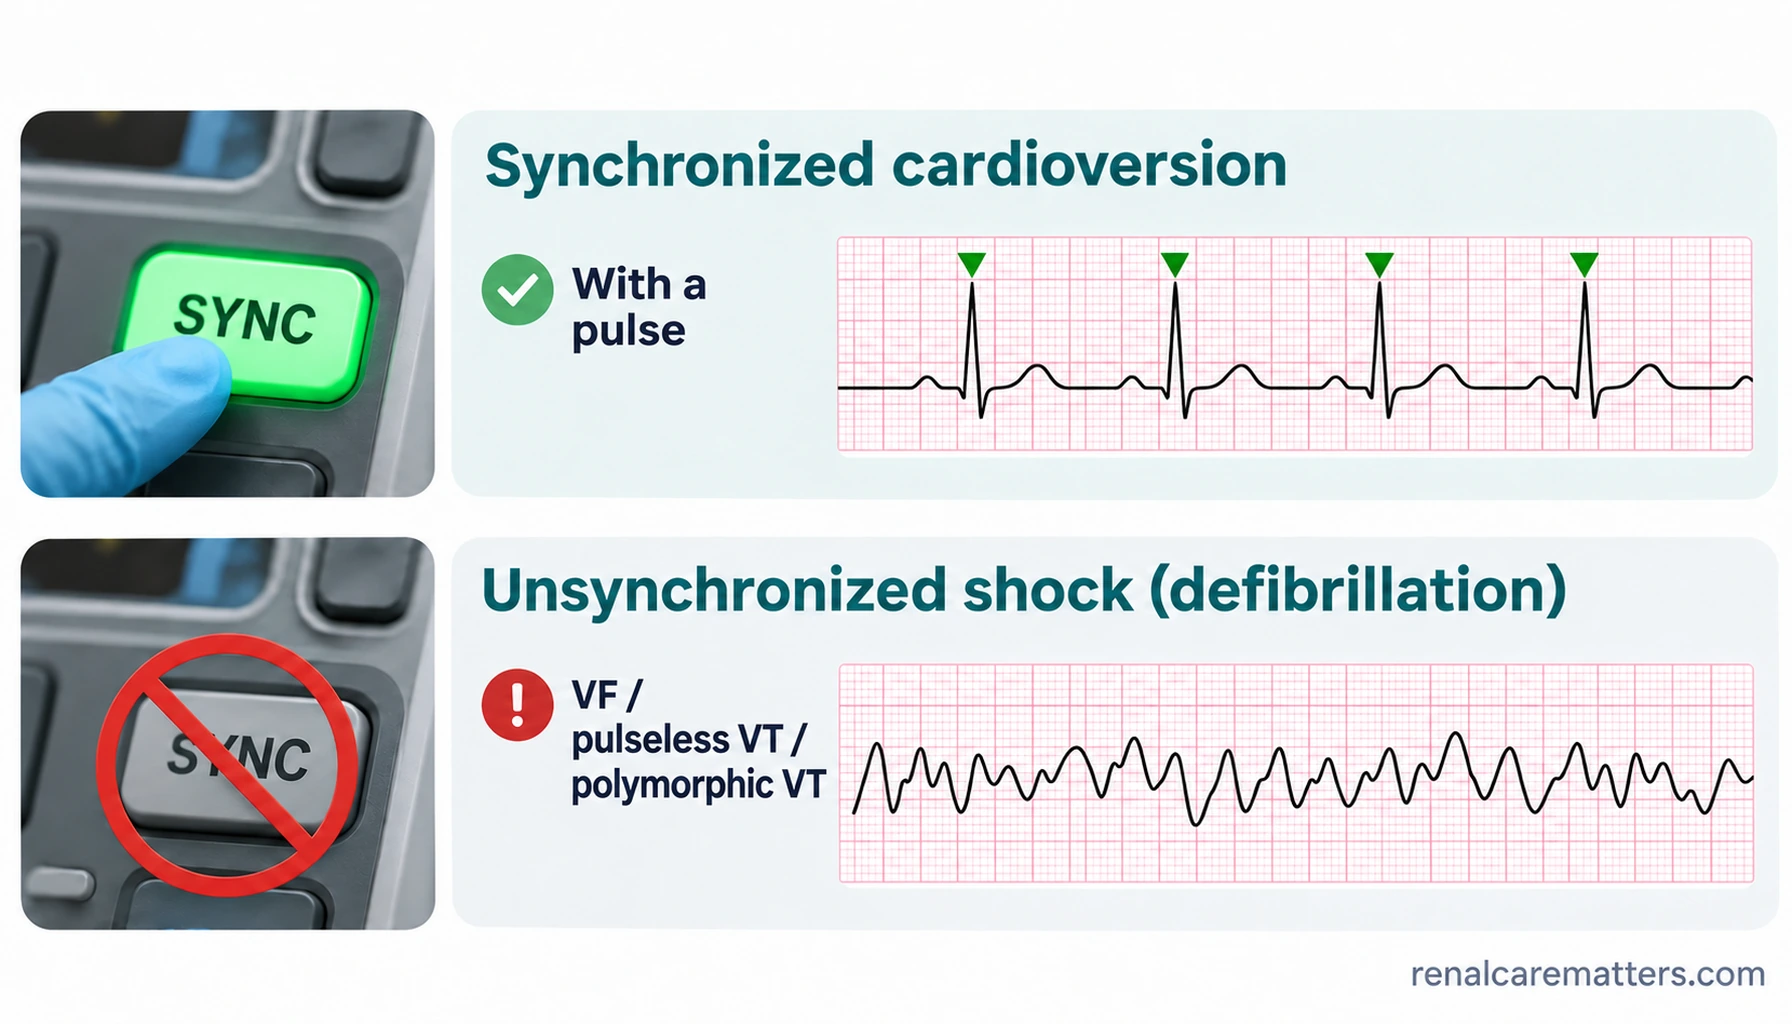 SYNC
Synchronized cardioversion
With a
pulse
SYNC
Unsynchronized shock (defibrillation)
VF /
pulseless VT /
polymorphic VT
renalcarematters.com